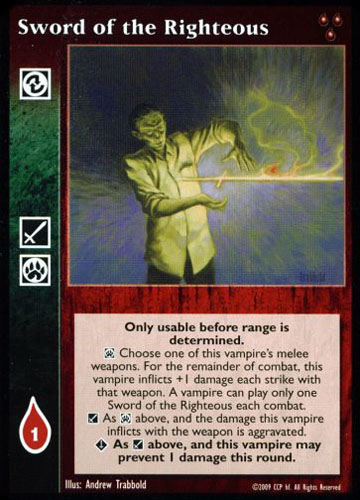 Sword of the Righteous
Only usable before range is
determined.
Choose one of this vampire's melee
weapons. For the remainder of combat, this
vampire inflicts +1 damage each strike with
that weapon. A vampire can play only one
Sword of the Righteous each combat.
As above, and the damage this vampire
inflicts with the weapon is aggravated.
As above, and this vampire may
prevent 1 damage this round.
1
Illus: Andrew Trabbold
©2009 CCP hf. All Rights Reserved